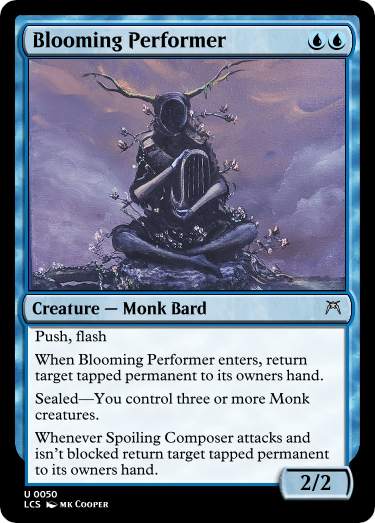 Blooming Performer
Creature — Monk Bard
Push, flash
When Blooming Performer enters, return
target tapped permanent to its owners hand.
Sealed—You control three or more Monk
creatures.
Whenever Spoiling Composer attacks and
isn’t blocked return target tapped permanent
to its owners hand.
2/2
U 0050
LCS MK COOPER